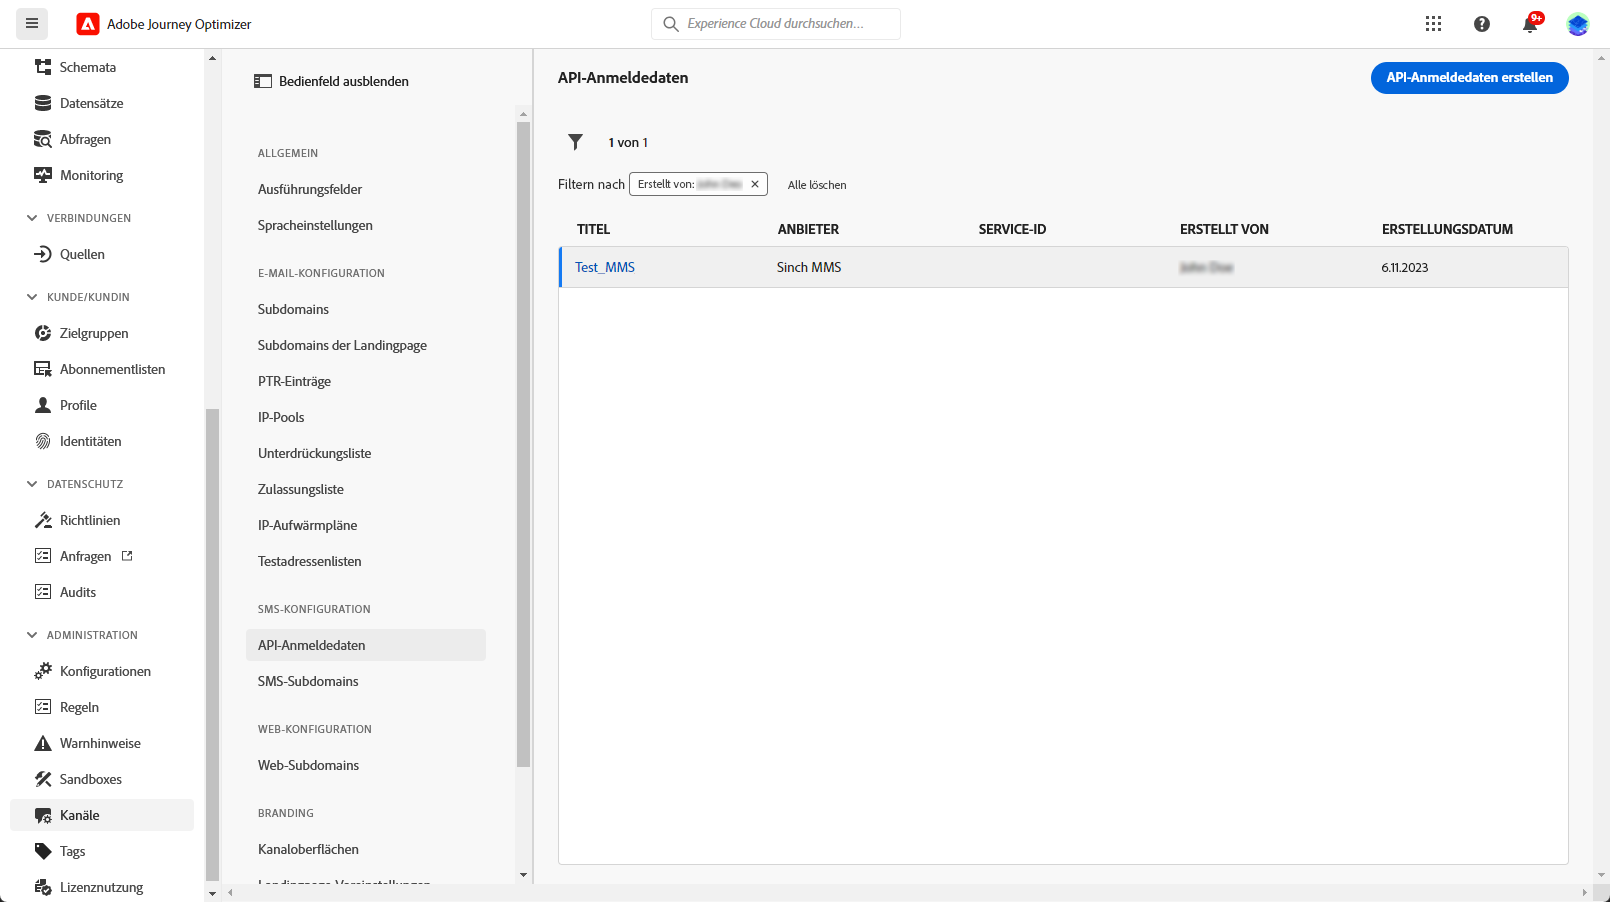 Adobe Journey Optimizer
Experience Cloud durchsuchen...
9+
Schemata
Datensätze
Abfragen
Monitoring
VERBINDUNGEN
Quellen
KUNDE/KUNDIN
Zielgruppen
Abonnementlisten
Profile
Identitäten
DATENSCHUTZ
Richtlinien
Anfragen
Audits
ADMINISTRATION
Konfigurationen
Regeln
Warnhinweise
Sandboxes
Kanäle
Tags
Lizenznutzung
Bedienfeld ausblenden
ALLGEMEIN
Ausführungsfelder
Spracheinstellungen
E-MAIL-KONFIGURATION
Subdomains
Subdomains der Landingpage
PTR-Einträge
IP-Pools
Unterdrückungsliste
Zulassungsliste
IP-Aufwärmpläne
Testadressenlisten
SMS-KONFIGURATION
API-Anmeldedaten
SMS-Subdomains
WEB-KONFIGURATION
Web-Subdomains
BRANDING
Kanaloberflächen
API-Anmeldedaten
API-Anmeldedaten erstellen
1 von 1
Filtern nach Erstellt von: Alle löschen
TITEL ANBIETER SERVICE-ID ERSTELLT VON ERSTELLUNGSDATUM
Test_MMS Sinch MMS 6.11.2023